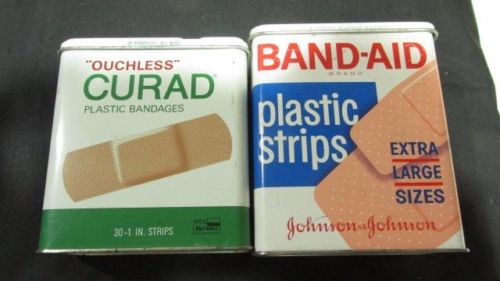 "OUCHLESS"
CURAD®
PLASTIC BANDAGES
30-1 IN. STRIPS
BAND-AID
BRAND
plastic
strips
EXTRA
LARGE
SIZES
Johnson & Johnson